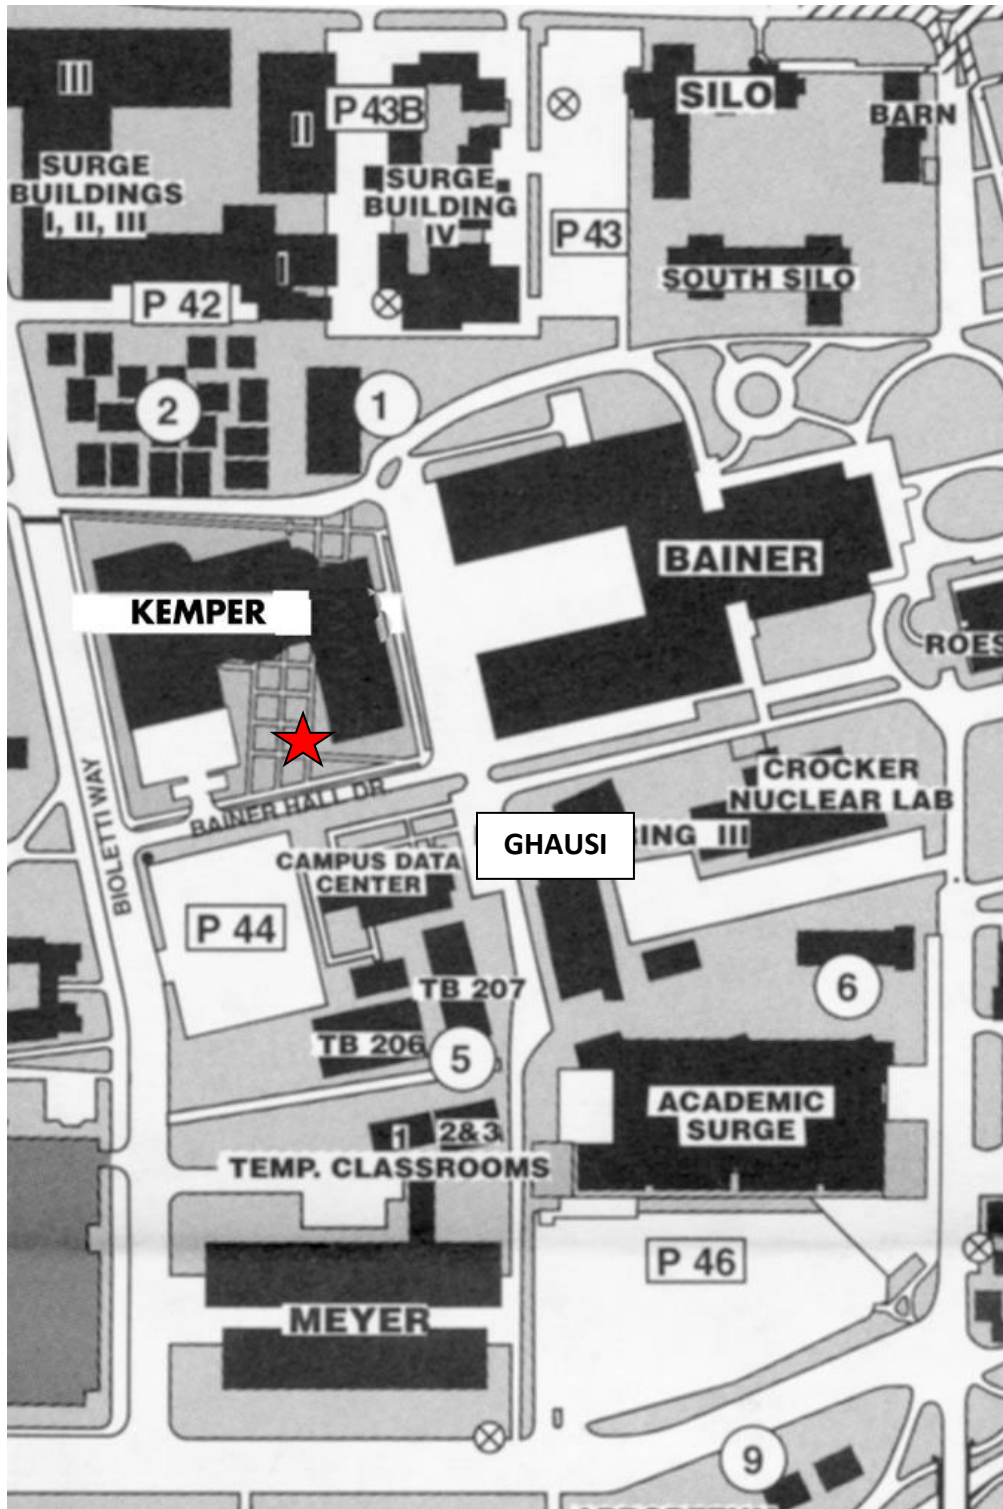 III
II
P 43B
SILO
BARN
SURGE
BUILDINGS
I, II, III
SURGE
BUILDING
IV
P 43
I
SOUTH SILO
P 42
2
1
BAINER
KEMPER
ROES
BIOLETTI WAY
BAINER HALL DR.
CROCKER
NUCLEAR LAB
GHAUSI
RING III
CAMPUS DATA
CENTER
P 44
TB 207
6
TB 206
5
ACADEMIC
SURGE
1
2&3
TEMP. CLASSROOMS
P 46
MEYER
9